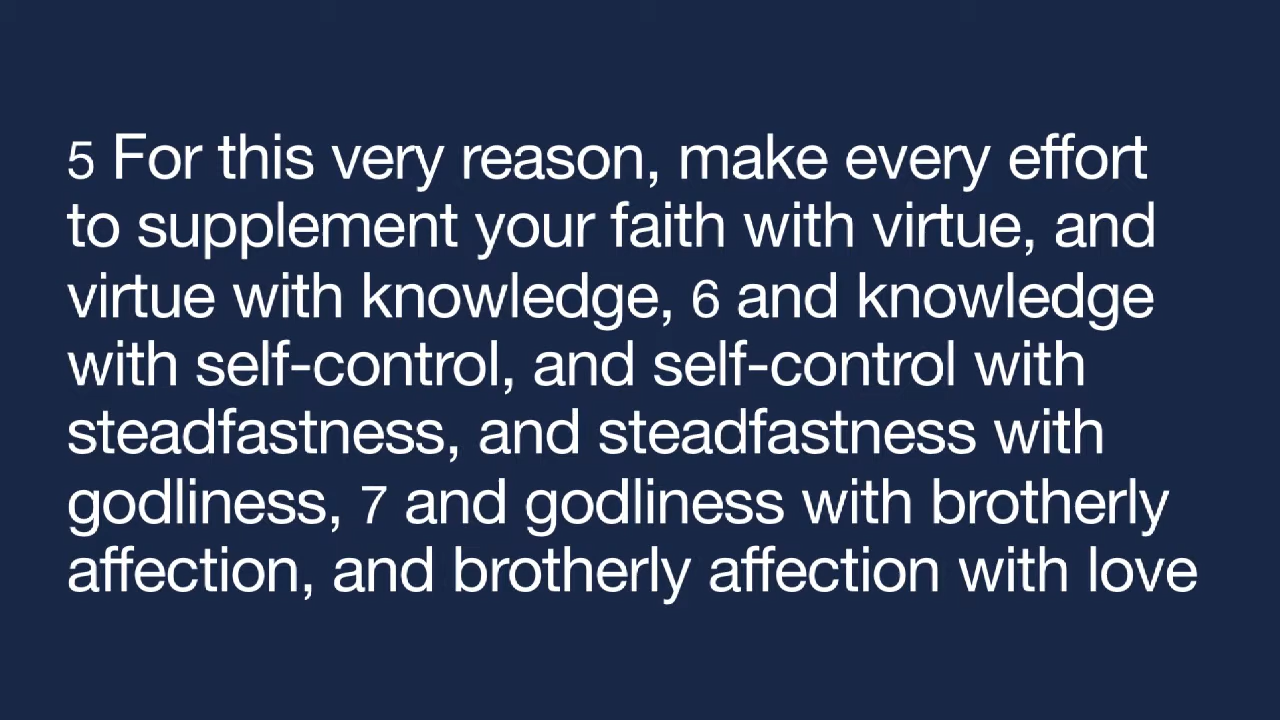 5 For this very reason, make every effort
to supplement your faith with virtue, and
virtue with knowledge, 6 and knowledge
with self-control, and self-control with
steadfastness, and steadfastness with
godliness, 7 and godliness with brotherly
affection, and brotherly affection with love